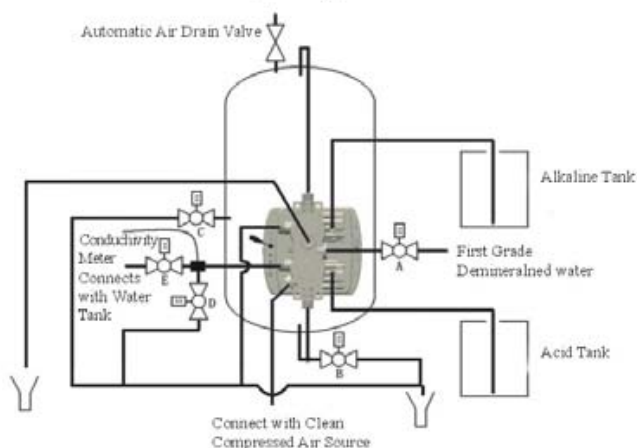 Automatic Air Drain Valve
Alkaline Tank
C
Conductivity
Meter
Connects
with Water
Tank
E
D
A
First Grade
Demineralned water
B
Acid Tank
Connect with Clean
Compressed Air Source